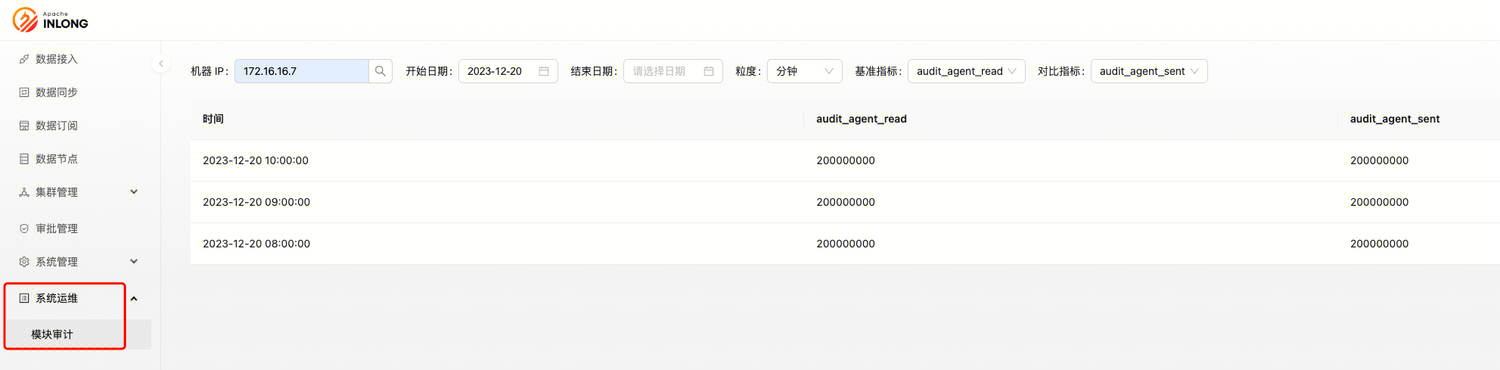 Apache
INLONG
数据接入
数据同步
数据订阅
数据节点
集群管理
审批管理
系统管理
系统运维
模块审计
机器 IP: 172.16.16.7 开始日期: 2023-12-20 结束日期: 请选择日期 粒度: 分钟 基准指标: audit_agent_read 对比指标: audit_agent_sent
时间 audit_agent_read audit_agent_sent
2023-12-20 10:00:00 200000000 200000000
2023-12-20 09:00:00 200000000 200000000
2023-12-20 08:00:00 200000000 200000000